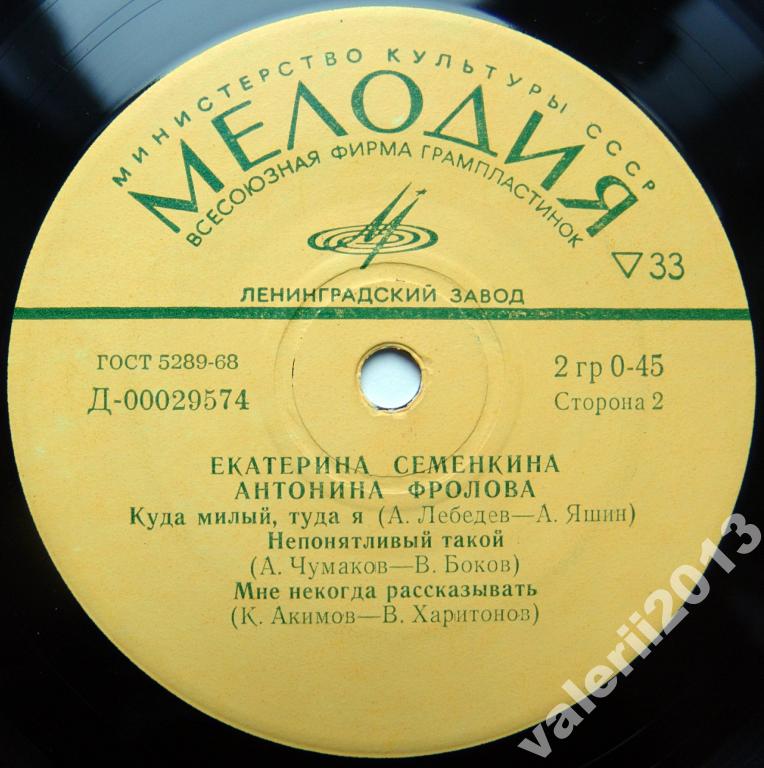 МИНИСТЕРСТВО КУЛЬТУРЫ СССР
МЕЛОДИЯ
ВСЕСОЮЗНАЯ ФИРМА ГРАМПЛАСТИНОК
▽33
ЛЕНИНГРАДСКИЙ ЗАВОД
ГОСТ 5289-68
2 гр 0-45
Д-00029574
Сторона 2
ЕКАТЕРИНА СЕМЕНКИНА
АНТОНИНА ФРОЛОВА
Куда милый, туда я (А. Лебедев—А. Яшин)
Непонятливый такой
(А. Чумаков—В. Боков)
Мне некогда рассказывать
(К. Акимов—В. Харитонов)
valerii2013